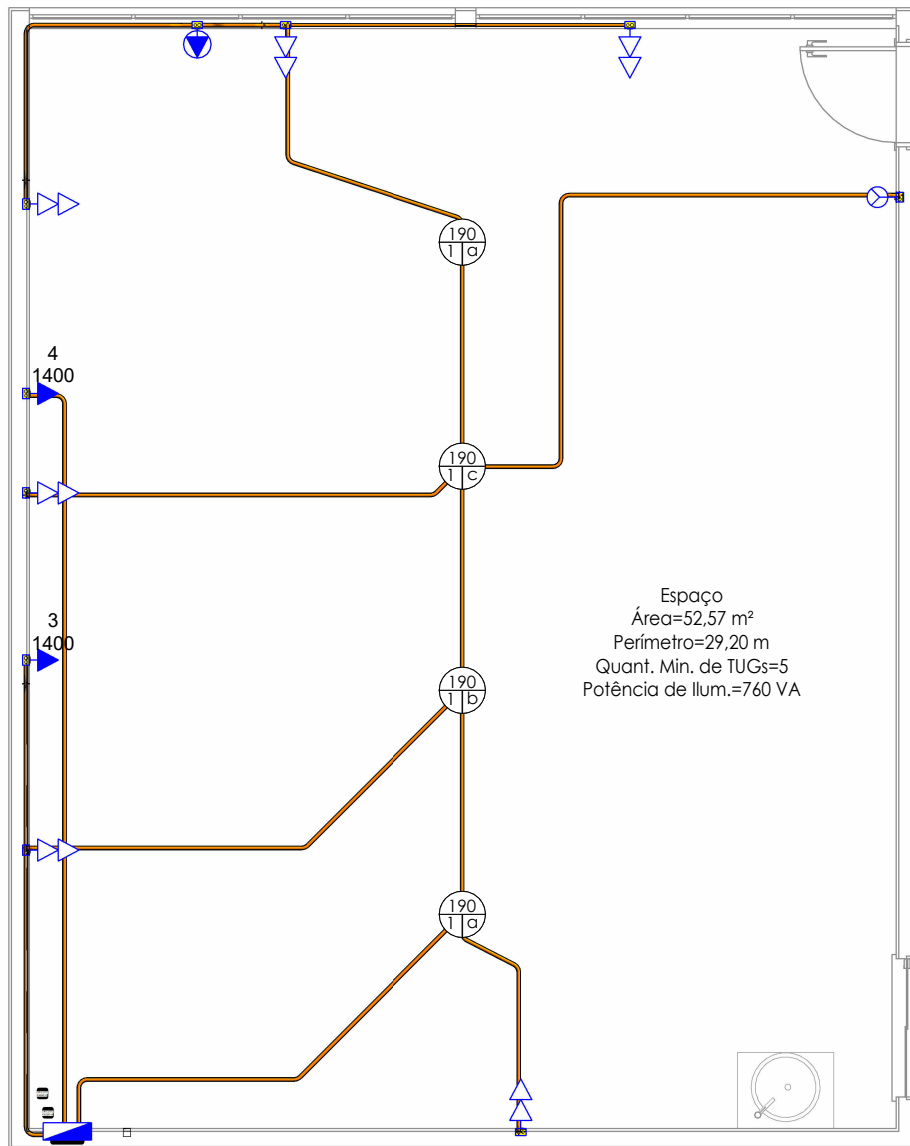 190
1 a
4
1400
190
1 c
3
1400
Espaço
Área=52,57 m²
Perímetro=29,20 m
Quant. Min. de TUGs=5
Potência de Ilum.=760 VA
190
1 b
190
1 a